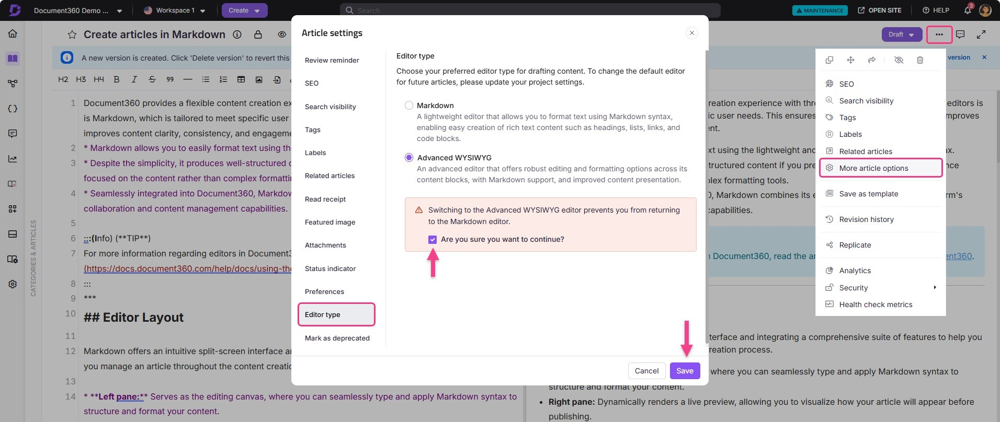 Document360 Demo ...
Workspace 1
Create
Search
MAINTENANCE
OPEN SITE
HELP
3
Create articles in Markdown
Draft
A new version is created. Click 'Delete version' to revert this
version
H2 H3 H4 B I S 99
CATEGORIES & ARTICLES
1 Document360 provides a flexible content creation ex
is Markdown, which is tailored to meet specific user
improves content clarity, consistency, and engageme
2 * Markdown allows you to easily format text using th
3 * Despite the simplicity, it produces well-structured c
focused on the content rather than complex formatti
4 * Seamlessly integrated into Document360, Markdow
collaboration and content management capabilities.
5
6 :::(Info) (**TIP**)
7 For more information regarding editors in Document3
(https://docs.document360.com/help/docs/using-the
8 :::
9 ***
10 ## Editor Layout
11
12 Markdown offers an intuitive split-screen interface a
you manage an article throughout the content creatio
13
14 * **Left pane:** Serves as the editing canvas, where you can seamlessly type and apply Markdown syntax to
structure and format your content.
Article settings
Review reminder
SEO
Search visibility
Tags
Labels
Related articles
Read receipt
Featured image
Attachments
Status indicator
Preferences
Editor type
Mark as deprecated
Editor type
Choose your preferred editor type for drafting content. To change the default editor
for future articles, please update your project settings.
Markdown
A lightweight editor that allows you to format text using Markdown syntax,
enabling easy creation of rich text content such as headings, lists, links, and
code blocks.
Advanced WYSIWYG
An advanced editor that offers robust editing and formatting options across its
content blocks, with Markdown support, and improved content presentation.
Switching to the Advanced WYSIWYG editor prevents you from returning
to the Markdown editor.
Are you sure you want to continue?
Cancel
Save
SEO
Search visibility
Tags
Labels
Related articles
More article options
Save as template
Revision history
Replicate
Analytics
Security
Health check metrics
reation experience with thre
editors is
ic user needs. This ensures
mproves
nt.
xt using the lightweight and
ax.
structured content if you pre
nce
plex formatting tools.
0, Markdown combines its e
rm's
capabilities.
n Document360, read the ar
ent360.
terface and integrating a comprehensive suite of features to help you
reation process.
where you can seamlessly type and apply Markdown syntax to
structure and format your content.
• Right pane: Dynamically renders a live preview, allowing you to visualize how your article will appear before
publishing.